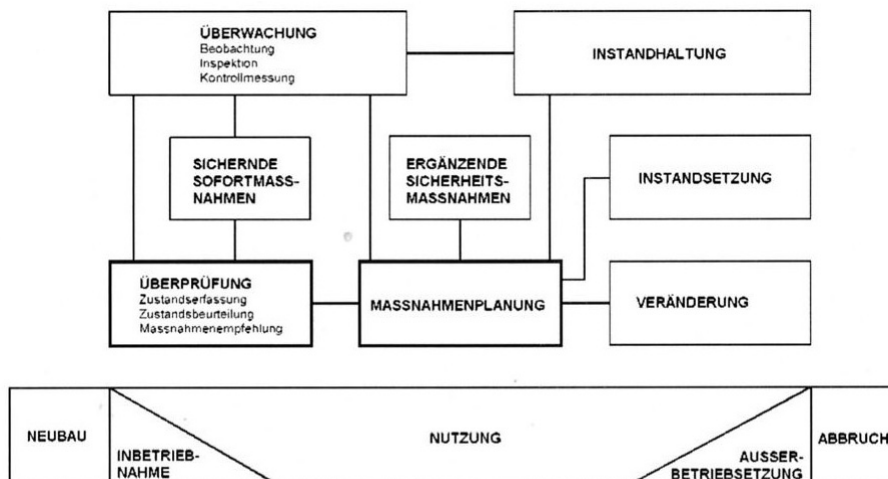 ÜBERWACHUNG
Beobachtung
Inspektion
Kontrollmessung
INSTANDHALTUNG
SICHERNDE
SOFORTMASS-
NAHMEN
ERGÄNZENDE
SICHERHEITS-
MASSNAHMEN
INSTANDSETZUNG
ÜBERPRÜFUNG
Zustandserfassung
Zustandsbeurteilung
Massnahmenempfehlung
MASSNAHMENPLANUNG
VERÄNDERUNG
NEUBAU
INBETRIEB-
NAHME
NUTZUNG
AUSSER-
BETRIEBSETZUNG
ABBRUCH